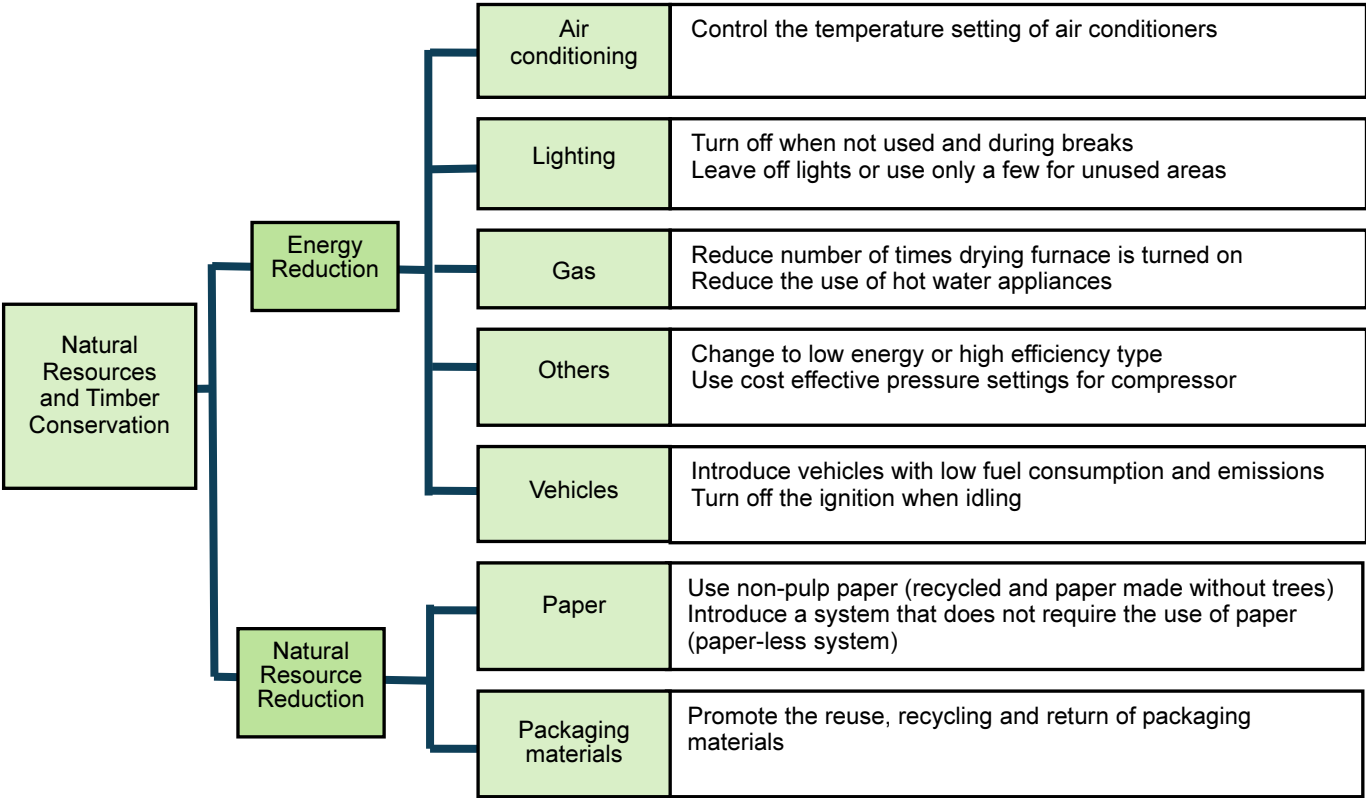 Natural
Resources
and Timber
Conservation
Energy
Reduction
Air
conditioning
Control the temperature setting of air conditioners
Lighting
Turn off when not used and during breaks
Leave off lights or use only a few for unused areas
Gas
Reduce number of times drying furnace is turned on
Reduce the use of hot water appliances
Others
Change to low energy or high efficiency type
Use cost effective pressure settings for compressor
Vehicles
Introduce vehicles with low fuel consumption and emissions
Turn off the ignition when idling
Natural
Resource
Reduction
Paper
Use non-pulp paper (recycled and paper made without trees)
Introduce a system that does not require the use of paper
(paper-less system)
Packaging
materials
Promote the reuse, recycling and return of packaging
materials